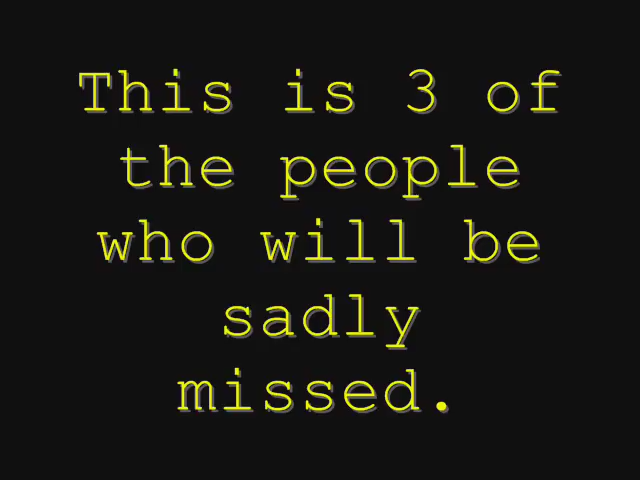 This is 3 of
the people
who will be
sadly
missed.